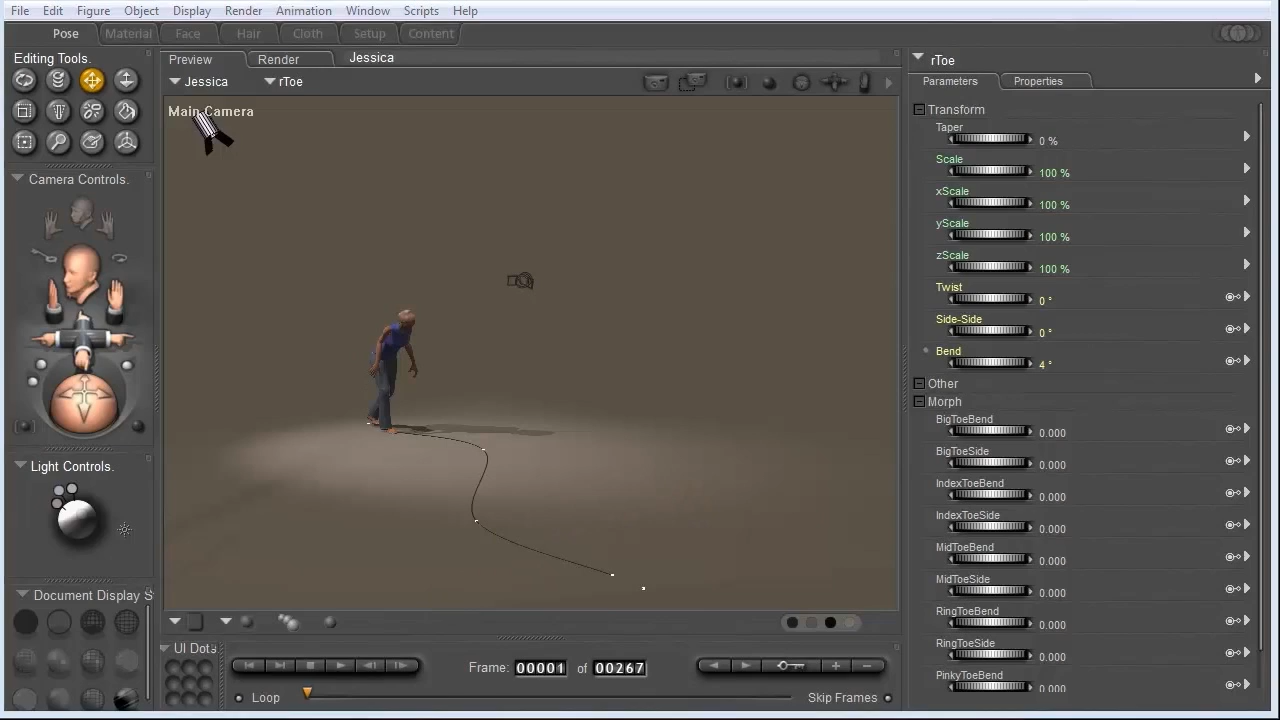 File Edit Figure Object Display Render Animation Window Scripts Help
Pose Material Face Hair Cloth Setup Content
Editing Tools.
Camera Controls.
Light Controls.
Document Display S
Preview Render Jessica
Jessica rToe
Main Camera
UI Dots
Frame: 00001 of 00267
Loop Skip Frames
rToe
Parameters Properties
Transform
Taper
0 %
Scale
100 %
xScale
100 %
yScale
100 %
zScale
100 %
Twist
0 °
Side-Side
0 °
Bend
4 °
Other
Morph
BigToeBend
0.000
BigToeSide
0.000
IndexToeBend
0.000
IndexToeSide
0.000
MidToeBend
0.000
MidToeSide
0.000
RingToeBend
0.000
RingToeSide
0.000
PinkyToeBend
0.000